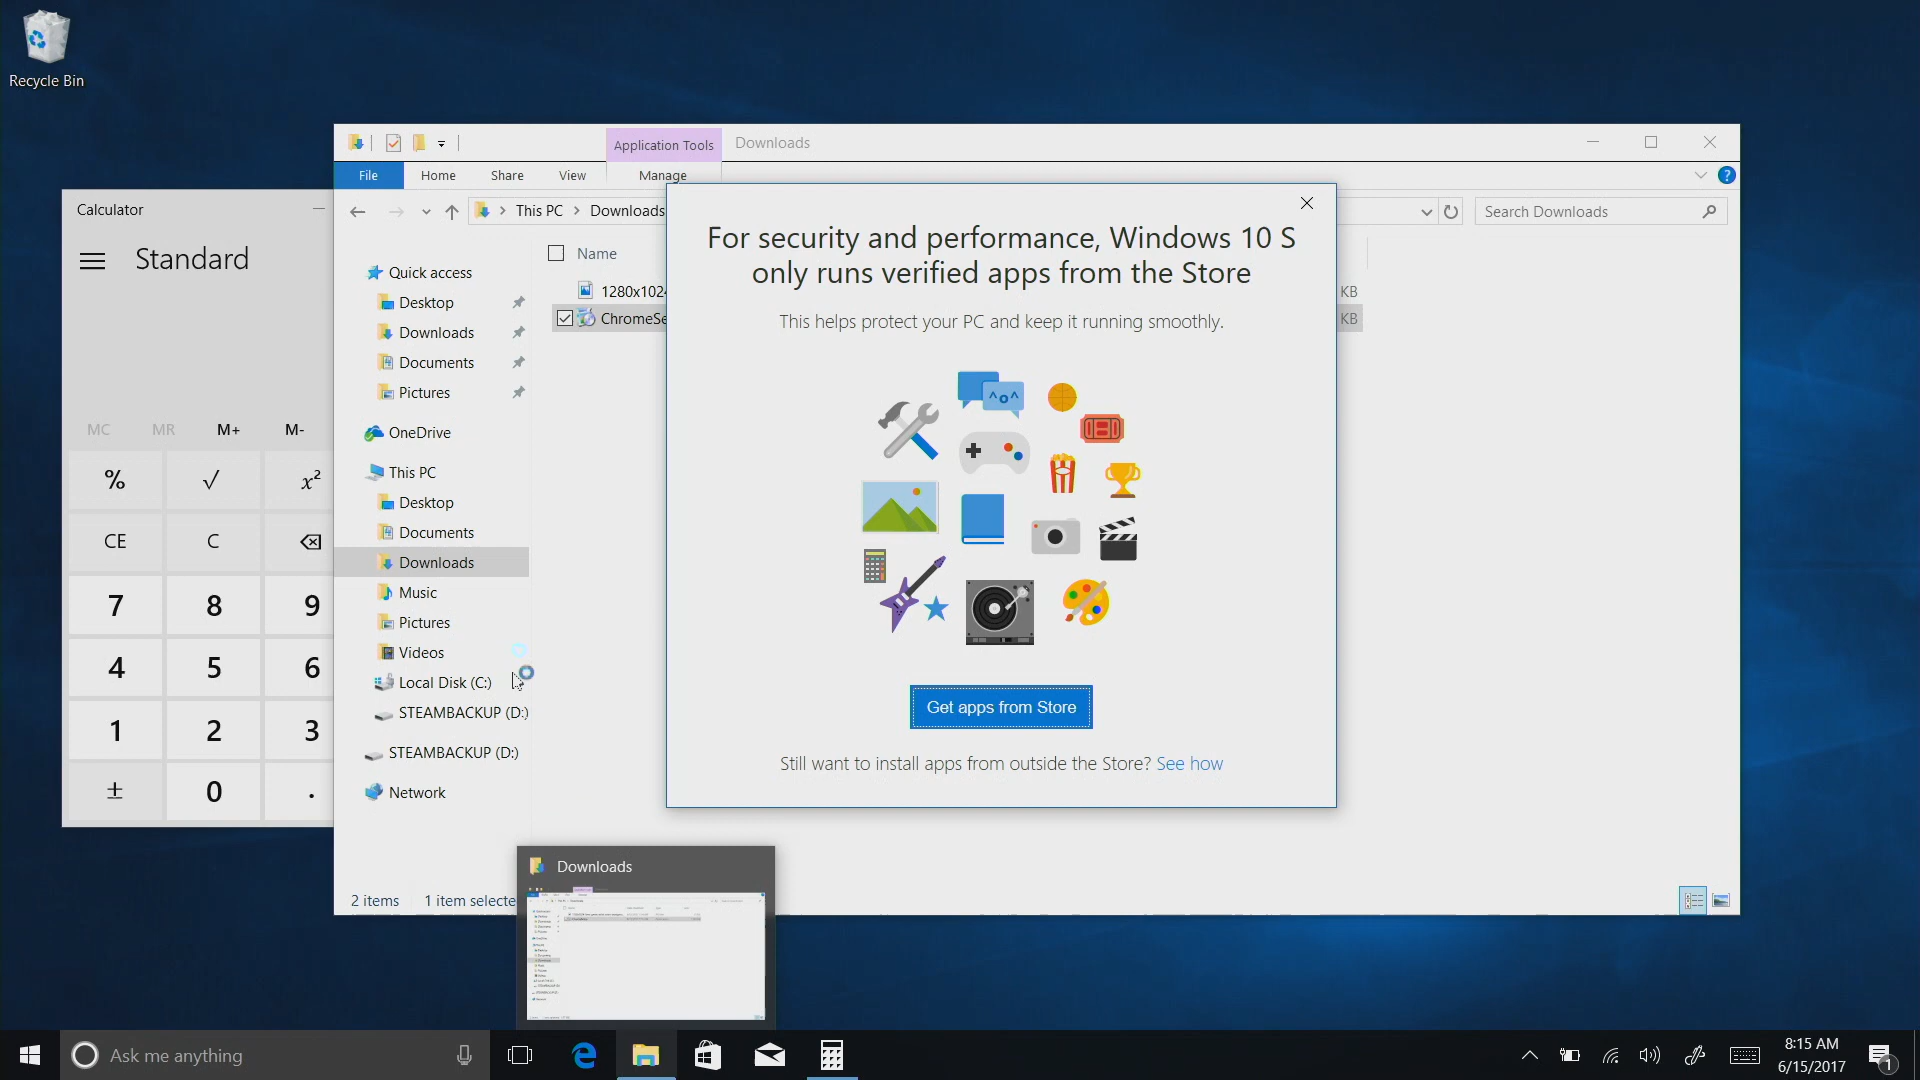 Recycle Bin
Application Tools
Downloads
File
Home
Share
View
Manage
This PC
Downloads
Search Downloads
Calculator
Standard
MC
MR
M+
M-
%
√
x²
CE
C
7
8
9
4
5
6
1
2
3
±
0
.
Quick access
Desktop
Downloads
Documents
Pictures
OneDrive
This PC
Desktop
Documents
Downloads
Music
Pictures
Videos
Local Disk (C:)
STEAMBACKUP (D:)
STEAMBACKUP (D:)
Network
Name
1280x1024
KB
ChromeSe
KB
For security and performance, Windows 10 S
only runs verified apps from the Store
This helps protect your PC and keep it running smoothly.
Get apps from Store
Still want to install apps from outside the Store? See how
2 items
1 item selecte
Downloads
Ask me anything
8:15 AM
6/15/2017
1